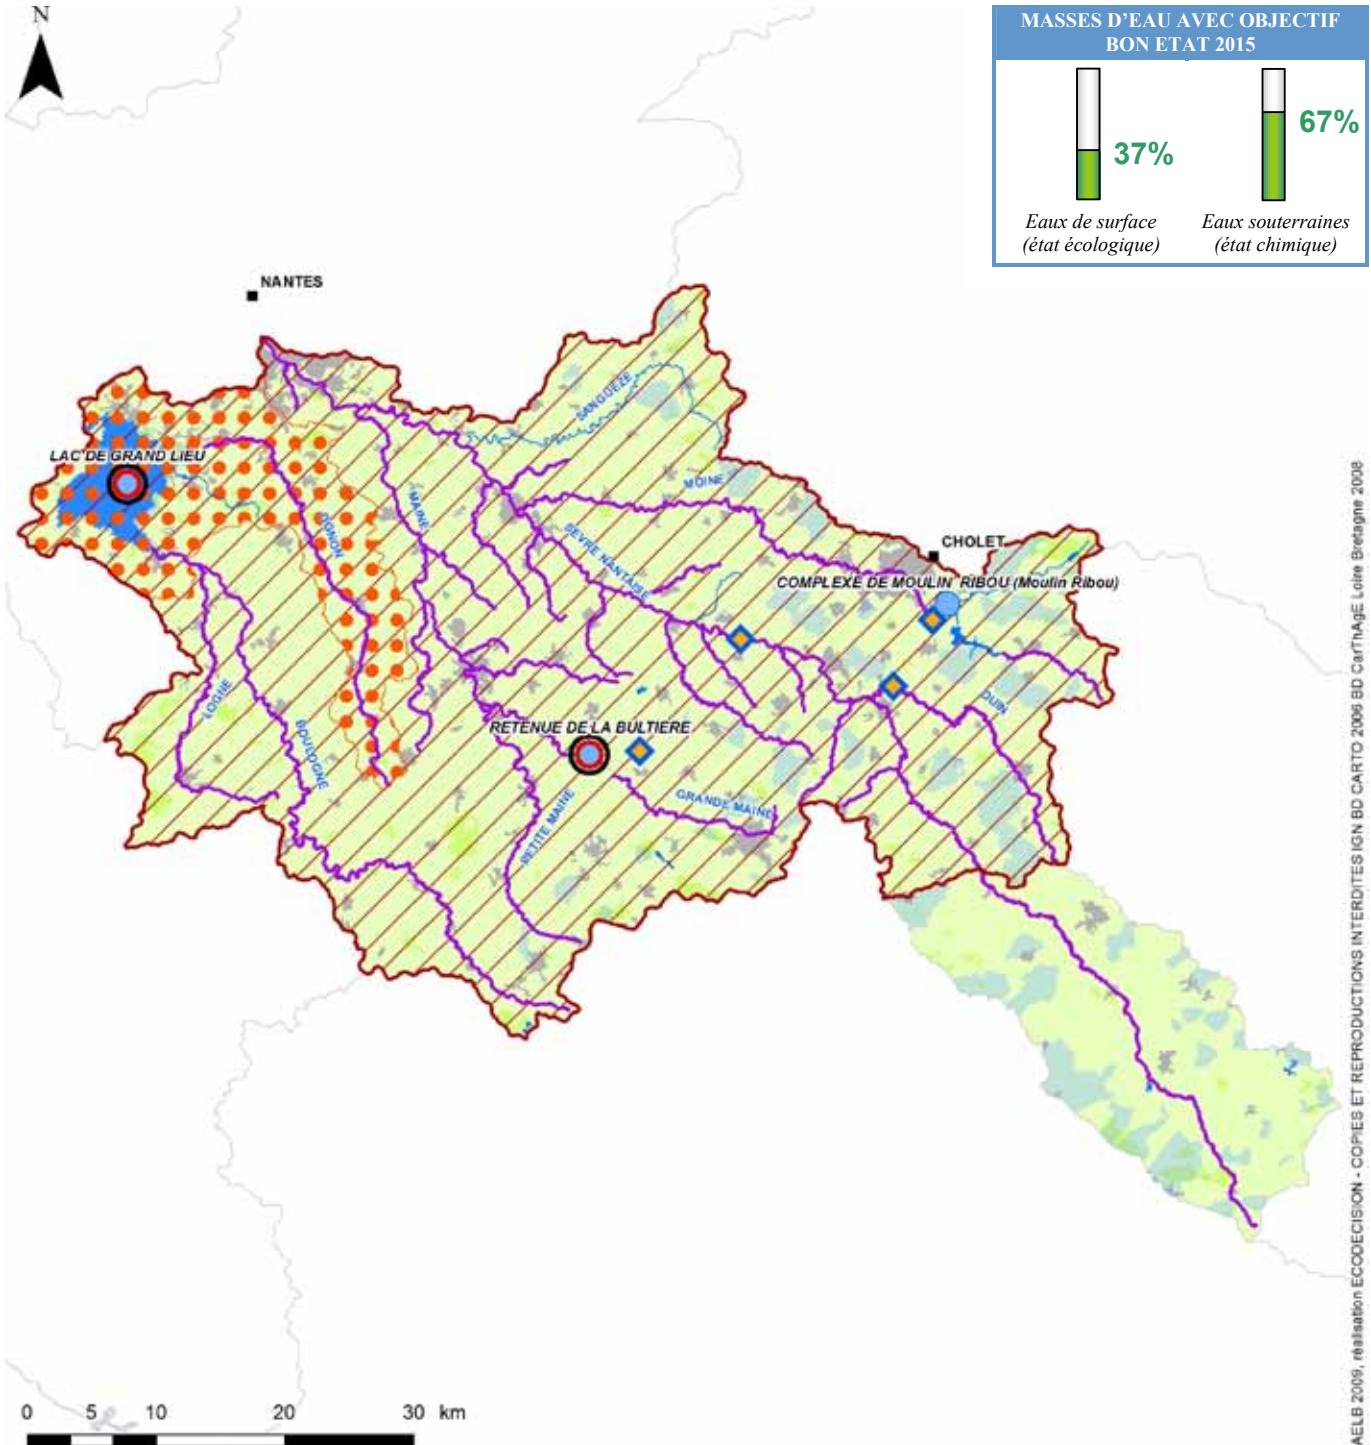 N
MASSES D'EAU AVEC OBJECTIF
BON ETAT 2015
37%
67%
Eaux de surface
(état écologique)
Eaux souterraines
(état chimique)
NANTES
SANGUEZE
LAC DE GRAND LIEU
MOINE
MAINE
OGNON
SEVRE NANTAISE
CHOLET
COMPLEXE DE MOULIN RIBOU (Moulin Ribou)
LOGNE
OUIN
RETENUE DE LA BULTIERE
BOULOGNE
GRANDE MAINE
PETITE MAINE
0 5 10 20 30 km
AELB 2009, réalisation ECODECISION - COPIES ET REPRODUCTIONS INTERDITES IGN BD CARTO 2006 BD CarThAgE Loire Bretagne 2008